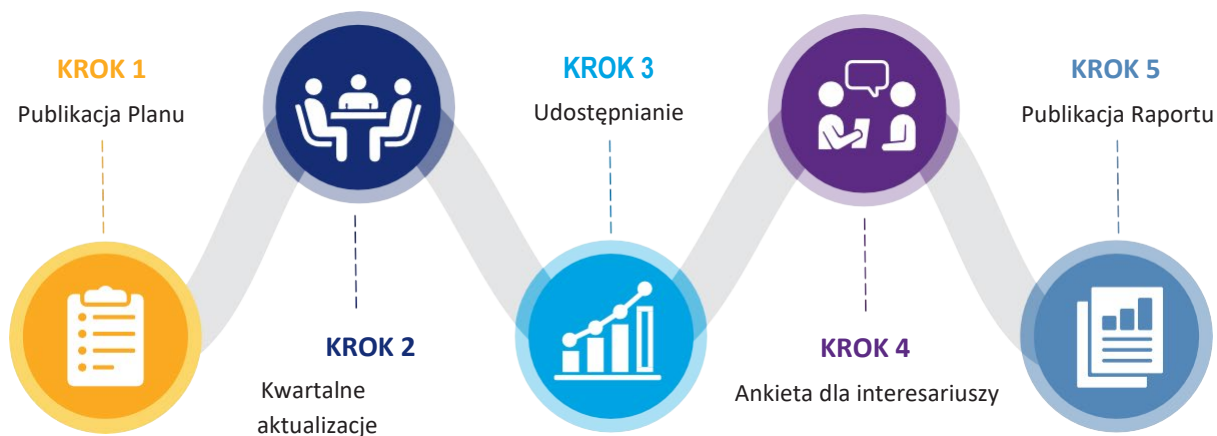 KROK 1
Publikacja Planu
KROK 2
Kwartalne
aktualizacje
KROK 3
Udostępnianie
KROK 4
Ankieta dla interesariuszy
KROK 5
Publikacja Raportu